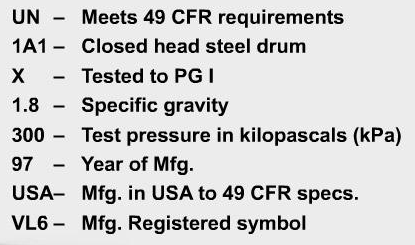 UN – Meets 49 CFR requirements
1A1 – Closed head steel drum
X – Tested to PG I
1.8 – Specific gravity
300 – Test pressure in kilopascals (kPa)
97 – Year of Mfg.
USA– Mfg. in USA to 49 CFR specs.
VL6 – Mfg. Registered symbol